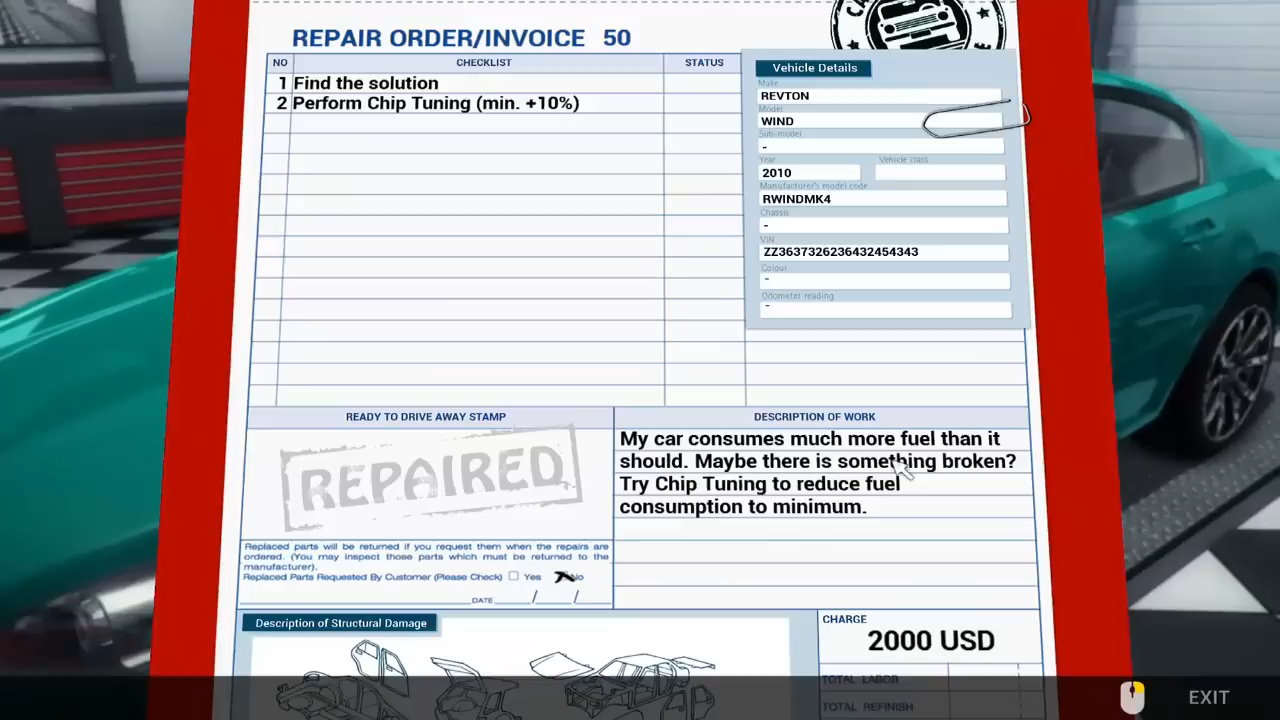 REPAIR ORDER/INVOICE 50
NO CHECKLIST STATUS
1 Find the solution
2 Perform Chip Tuning (min. +10%)
Vehicle Details
Make
REVTON
Model
WIND
Sub-model
-
Year Vehicle class
2010
Manufacturer's model code
RWINDMK4
Chassis
-
VIN
ZZ3637326236432454343
Colour
-
Odometer reading
-
READY TO DRIVE AWAY STAMP
REPAIRED
DESCRIPTION OF WORK
My car consumes much more fuel than it
should. Maybe there is something broken?
Try Chip Tuning to reduce fuel
consumption to minimum.
Replaced parts will be returned if you request them when the repairs are
ordered. (You may inspect those parts which must be returned to the
manufacturer).
Replaced Parts Requested By Customer (Please Check) Yes No
DATE / /
Description of Structural Damage
CHARGE
2000 USD
TOTAL LABOR
TOTAL REFINISH
EXIT